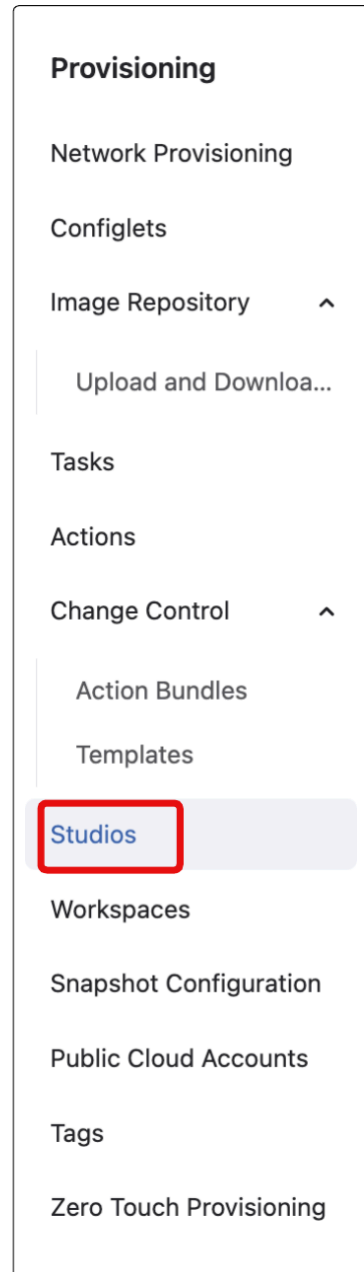 Provisioning
Network Provisioning
Configlets
Image Repository
Upload and Downloa...
Tasks
Actions
Change Control
Action Bundles
Templates
Studios
Workspaces
Snapshot Configuration
Public Cloud Accounts
Tags
Zero Touch Provisioning